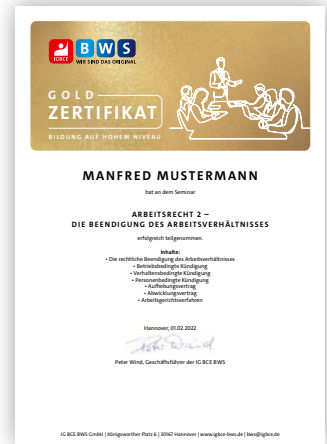 IGBCE
BWS
WIR SIND DAS ORIGINAL
GOLD
ZERTIFIKAT
BILDUNG AUF HOHEM NIVEAU
MANFRED MUSTERMANN
hat an dem Seminar
ARBEITSRECHT 2 –
DIE BEENDIGUNG DES ARBEITSVERHÄLTNISSES
erfolgreich teilgenommen.
Inhalte:
• Die rechtliche Beendigung des Arbeitsverhältnisses
• Betriebsbedingte Kündigung
• Verhaltensbedingte Kündigung
• Personenbedingte Kündigung
• Aufhebungsvertrag
• Abwicklungsvertrag
• Arbeitsgerichtsverfahren
Hannover, 01.02.2022
Peter Wind
Peter Wind, Geschäftsführer der IG BCE BWS
IG BCE BWS GmbH | Königsworther Platz 6 | 30167 Hannover | www.igbce-bws.de | bws@igbce.de